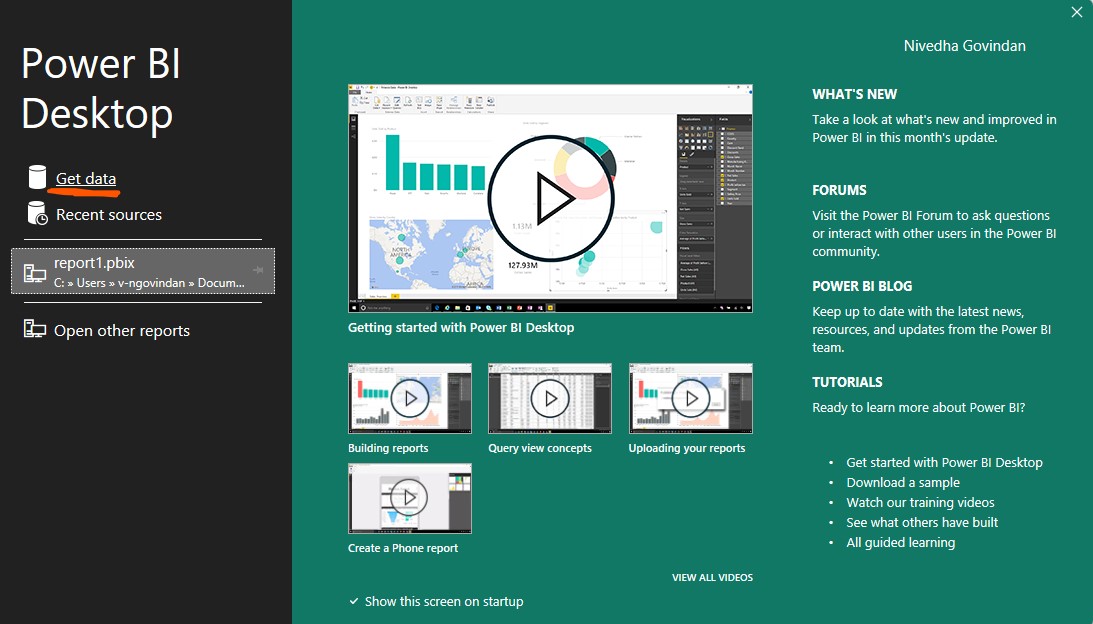 Power BI
Desktop
Get data
Recent sources
report1.pbix
C: » Users » v-ngovindan » Docum...
Open other reports
Nivedha Govindan
1.13M
127.93M
NORTH
AMERICA
Getting started with Power BI Desktop
Building reports
Query view concepts
Uploading your reports
Create a Phone report
VIEW ALL VIDEOS
Show this screen on startup
WHAT'S NEW
Take a look at what's new and improved in
Power BI in this month's update.
FORUMS
Visit the Power BI Forum to ask questions
or interact with other users in the Power BI
community.
POWER BI BLOG
Keep up to date with the latest news,
resources, and updates from the Power BI
team.
TUTORIALS
Ready to learn more about Power BI?
• Get started with Power BI Desktop
• Download a sample
• Watch our training videos
• See what others have built
• All guided learning